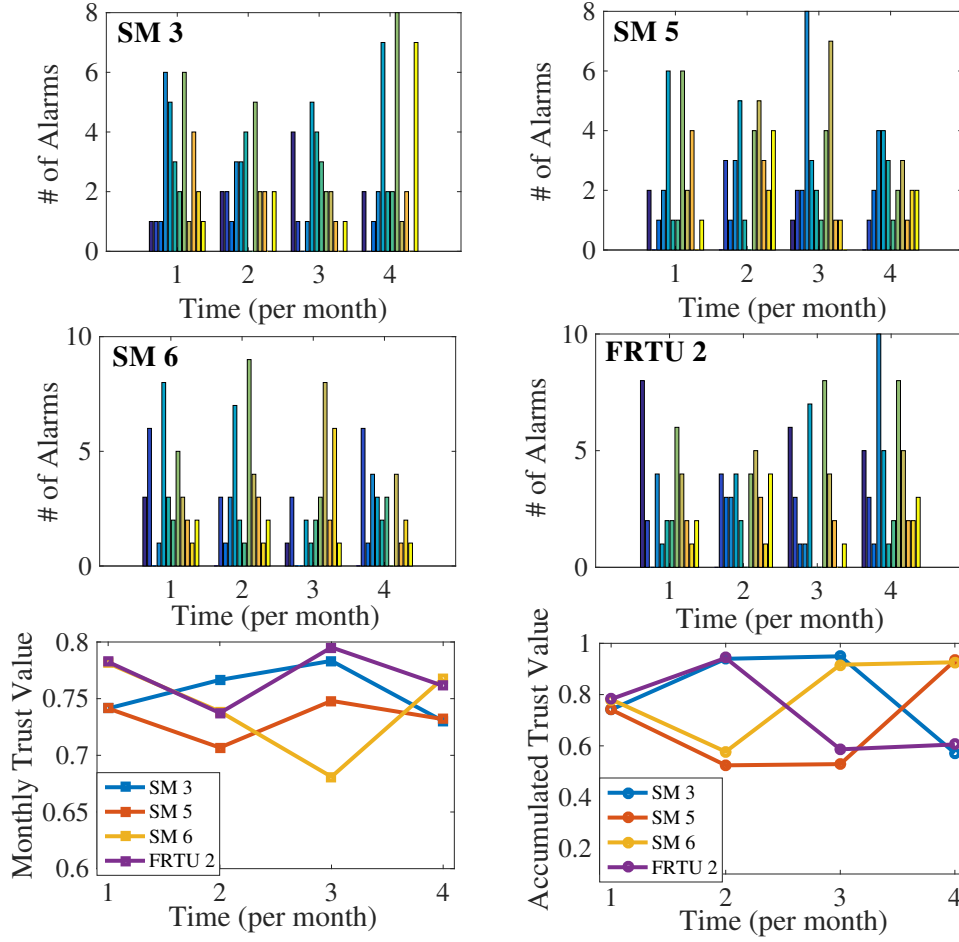 SM 3
# of Alarms
8
6
4
2
0
1 2 3 4
Time (per month)
SM 5
# of Alarms
8
6
4
2
0
1 2 3 4
Time (per month)
SM 6
# of Alarms
10
5
0
1 2 3 4
Time (per month)
FRTU 2
# of Alarms
10
5
0
1 2 3 4
Time (per month)
Monthly Trust Value
0.8
0.75
0.7
0.65
0.6
SM 3
SM 5
SM 6
FRTU 2
1 2 3 4
Time (per month)
Accumulated Trust Value
1
0.8
0.6
0.4
0.2
SM 3
SM 5
SM 6
FRTU 2
1 2 3 4
Time (per month)